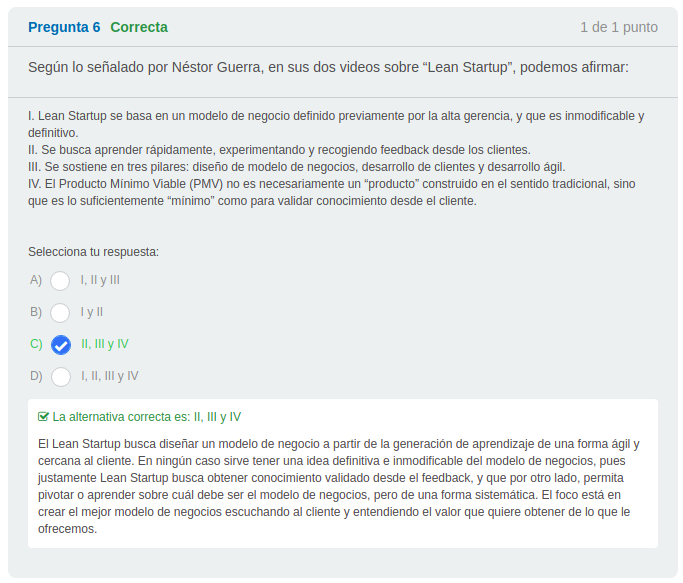 Pregunta 6 Correcta 1 de 1 punto
Según lo señalado por Néstor Guerra, en sus dos videos sobre “Lean Startup”, podemos afirmar:
I. Lean Startup se basa en un modelo de negocio definido previamente por la alta gerencia, y que es inmodificable y
definitivo.
II. Se busca aprender rápidamente, experimentando y recogiendo feedback desde los clientes.
III. Se sostiene en tres pilares: diseño de modelo de negocios, desarrollo de clientes y desarrollo ágil.
IV. El Producto Mínimo Viable (PMV) no es necesariamente un “producto” construido en el sentido tradicional, sino
que es lo suficientemente “mínimo” como para validar conocimiento desde el cliente.
Selecciona tu respuesta:
A) I, II y III
B) I y II
C) II, III y IV
D) I, II, III y IV
La alternativa correcta es: II, III y IV
El Lean Startup busca diseñar un modelo de negocio a partir de la generación de aprendizaje de una forma ágil y
cercana al cliente. En ningún caso sirve tener una idea definitiva e inmodificable del modelo de negocios, pues
justamente Lean Startup busca obtener conocimiento validado desde el feedback, y que por otro lado, permita
pivotar o aprender sobre cuál debe ser el modelo de negocios, pero de una forma sistemática. El foco está en
crear el mejor modelo de negocios escuchando al cliente y entendiendo el valor que quiere obtener de lo que le
ofrecemos.